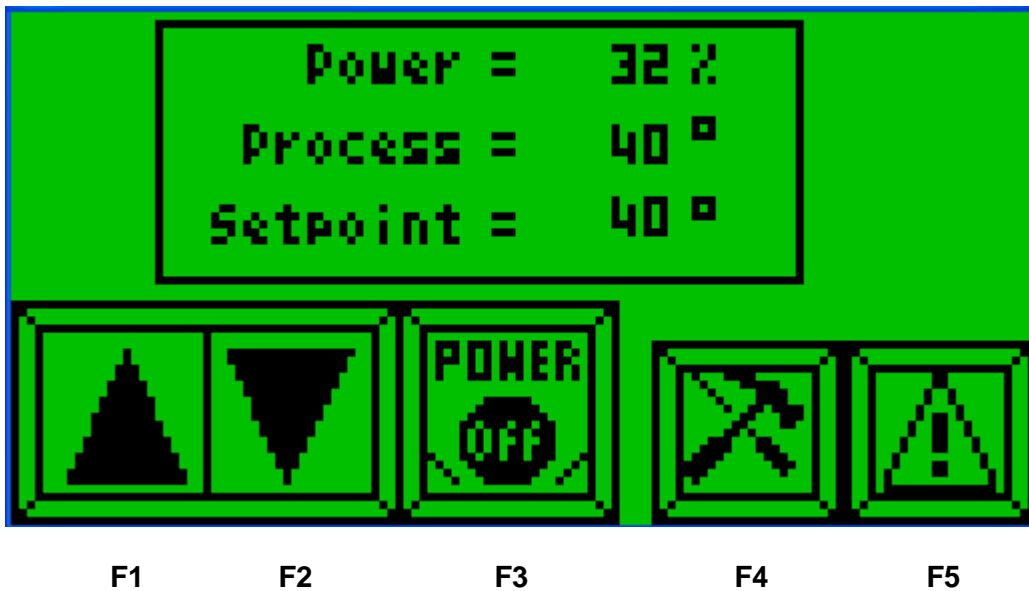 Power = 32 %
Process = 40 °
Setpoint = 40 °
POWER
OFF
F1 F2 F3 F4 F5